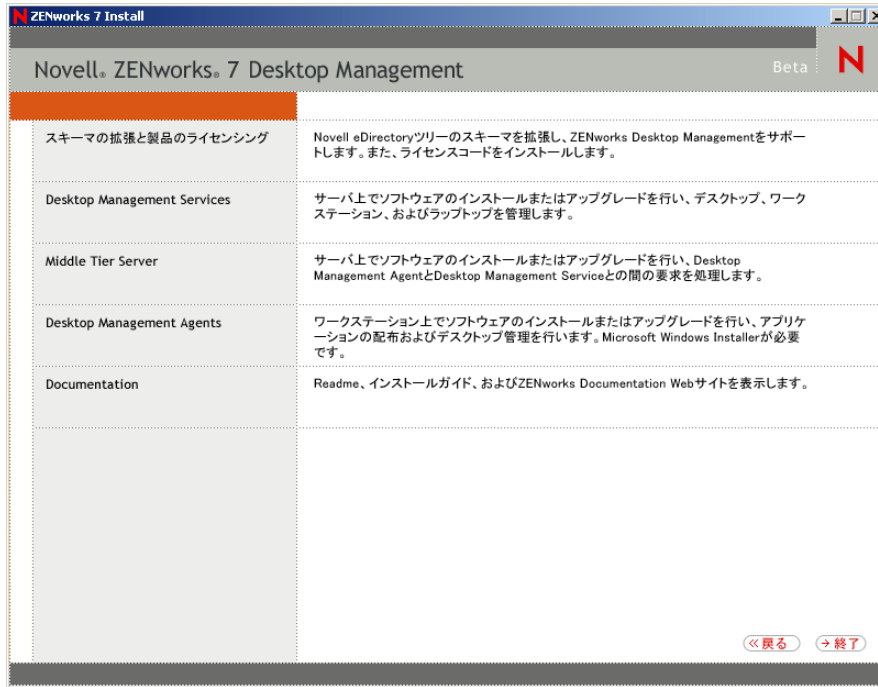 ZENworks 7 Install
Novell® ZENworks® 7 Desktop Management
Beta
N
スキーマの拡張と製品のライセンシング
Novell eDirectoryツリーのスキーマを拡張し、ZENworks Desktop Managementをサポー
トします。また、ライセンスコードをインストールします。
Desktop Management Services
サーバ上でソフトウェアのインストールまたはアップグレードを行い、デスクトップ、ワーク
ステーション、およびラップトップを管理します。
Middle Tier Server
サーバ上でソフトウェアのインストールまたはアップグレードを行い、Desktop
Management AgentとDesktop Management Serviceとの間の要求を処理します。
Desktop Management Agents
ワークステーション上でソフトウェアのインストールまたはアップグレードを行い、アプリケ
ーションの配布およびデスクトップ管理を行います。Microsoft Windows Installerが必要
です。
Documentation
Readme、インストールガイド、およびZENworks Documentation Webサイトを表示します。
戻る
終了